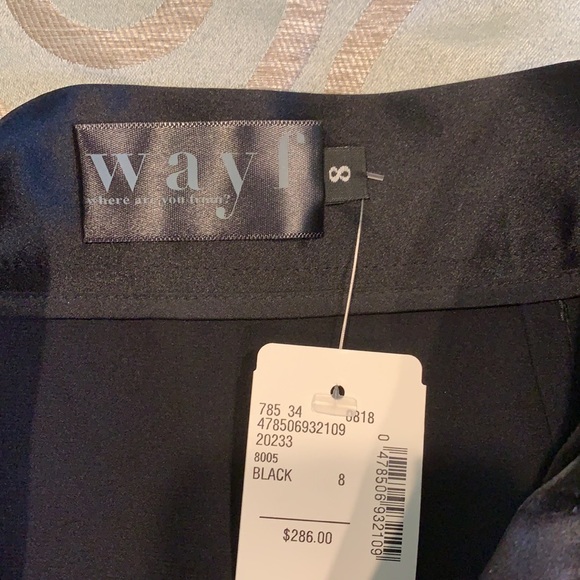 wayf
where are you from?
8
785 34 0818
478506932109
20233
8005
BLACK 8
$286.00
0 478506 932109